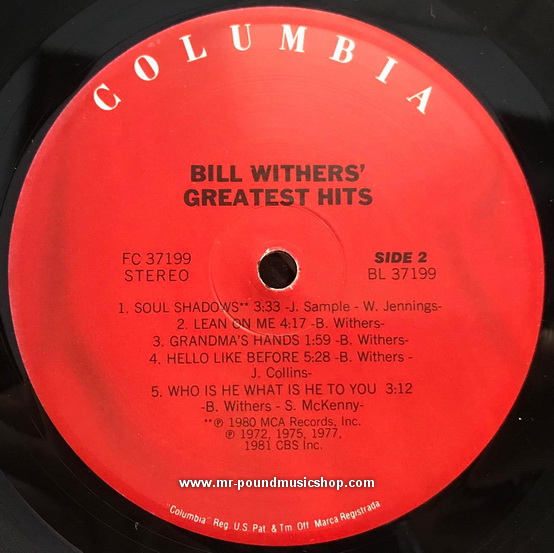 COLUMBIA
BILL WITHERS'
GREATEST HITS
FC 37199
STEREO
SIDE 2
BL 37199
1. SOUL SHADOWS** 3:33 -J. Sample - W. Jennings-
2. LEAN ON ME 4:17 -B. Withers-
3. GRANDMA'S HANDS 1:59 -B. Withers-
4. HELLO LIKE BEFORE 5:28 -B. Withers -
J. Collins-
5. WHO IS HE WHAT IS HE TO YOU 3:12
-B. Withers - S. McKenny-
**℗ 1980 MCA Records, Inc.
℗ 1972, 1975, 1977,
1981 CBS Inc.
www.mr-poundmusicshop.com
"Columbia" Reg. U.S. Pat. & Tm. Off. Marca Registrada